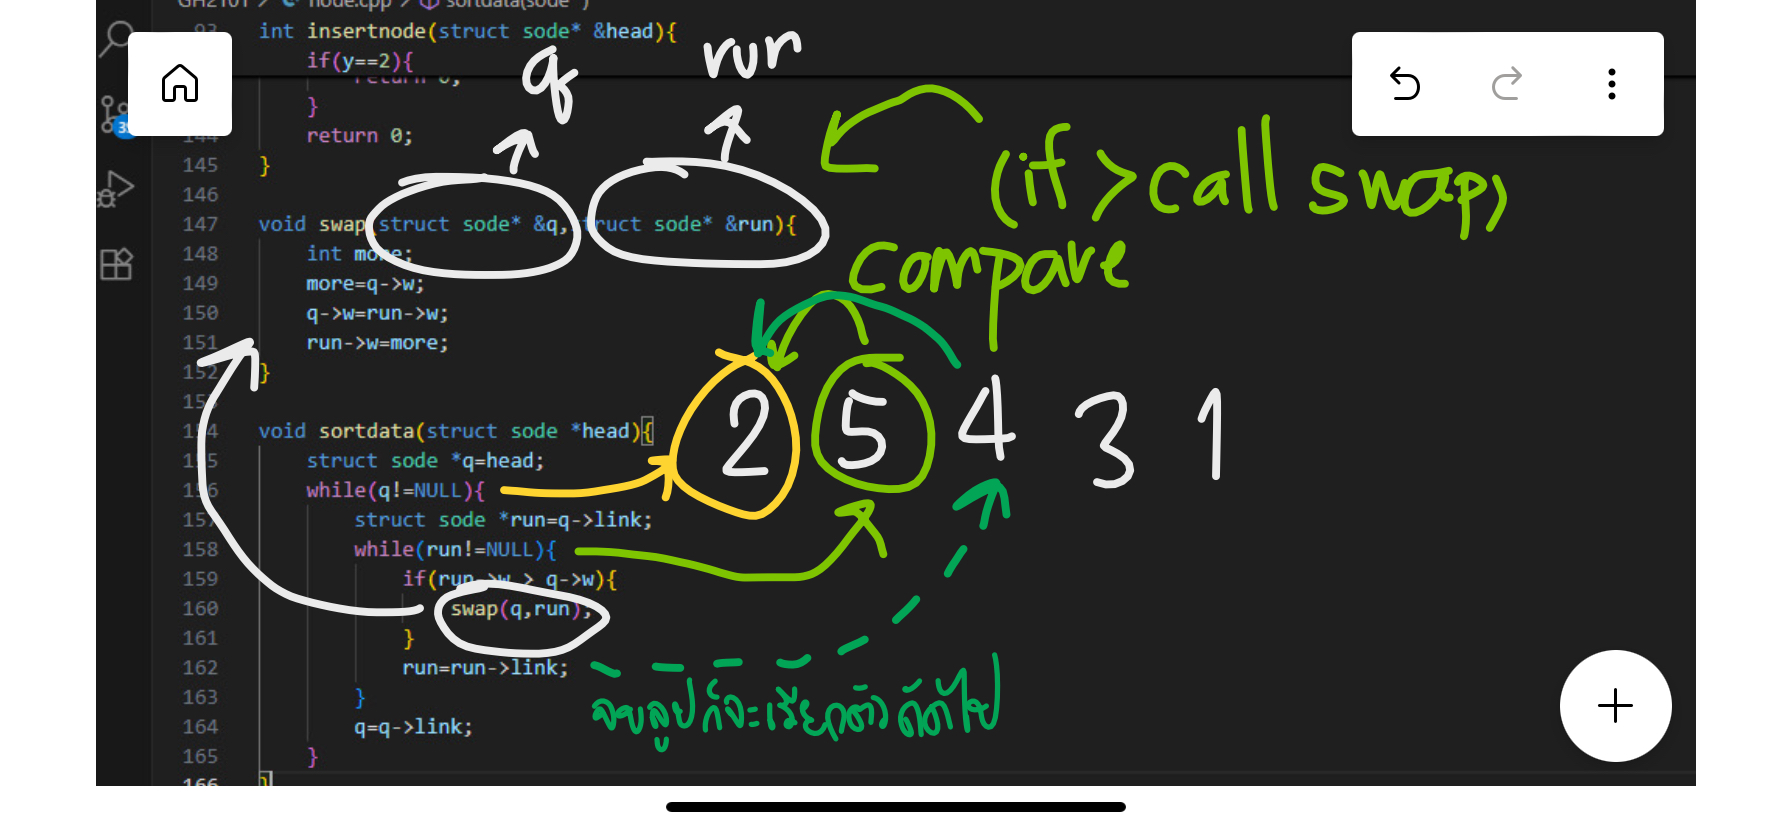 GH2101 > node.cpp > sortdata(sode *)
93 int insertnode(struct sode* &head){
if(y==2){
return 0;
}
144 return 0;
145 }
146
147 void swap(struct sode* &q, struct sode* &run){
148 int more;
149 more=q->w;
150 q->w=run->w;
151 run->w=more;
152 }
153
154 void sortdata(struct sode *head){
155 struct sode *q=head;
156 while(q!=NULL){
157 struct sode *run=q->link;
158 while(run!=NULL){
159 if(run->w > q->w){
160 swap(q,run);
161 }
162 run=run->link;
163 }
164 q=q->link;
165 }
166 }
q
run
(if > call swap)
compare
2 5 4 3 1
จบลูปก็จะเรียกตัวถัดไป